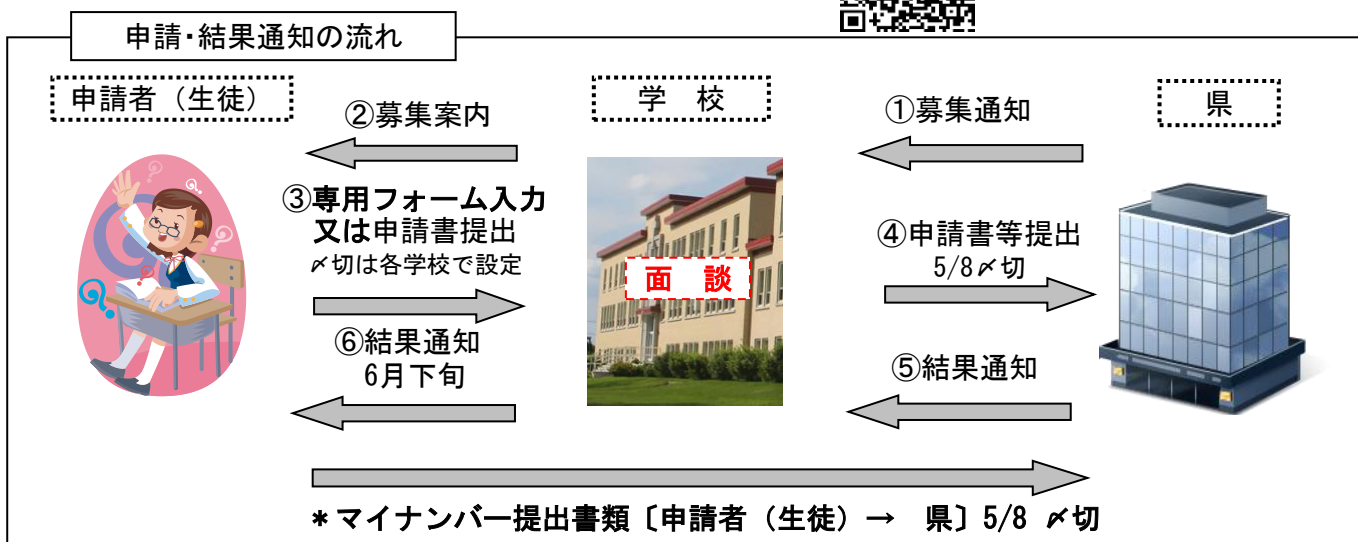 申請・結果通知の流れ
申請者（生徒）
学　校
県
②募集案内
①募集通知
③専用フォーム入力
又は申請書提出
〆切は各学校で設定
面　談
④申請書等提出
5/8〆切
⑥結果通知
6月下旬
⑤結果通知
＊マイナンバー提出書類〔申請者（生徒）→　県〕5/8 〆切